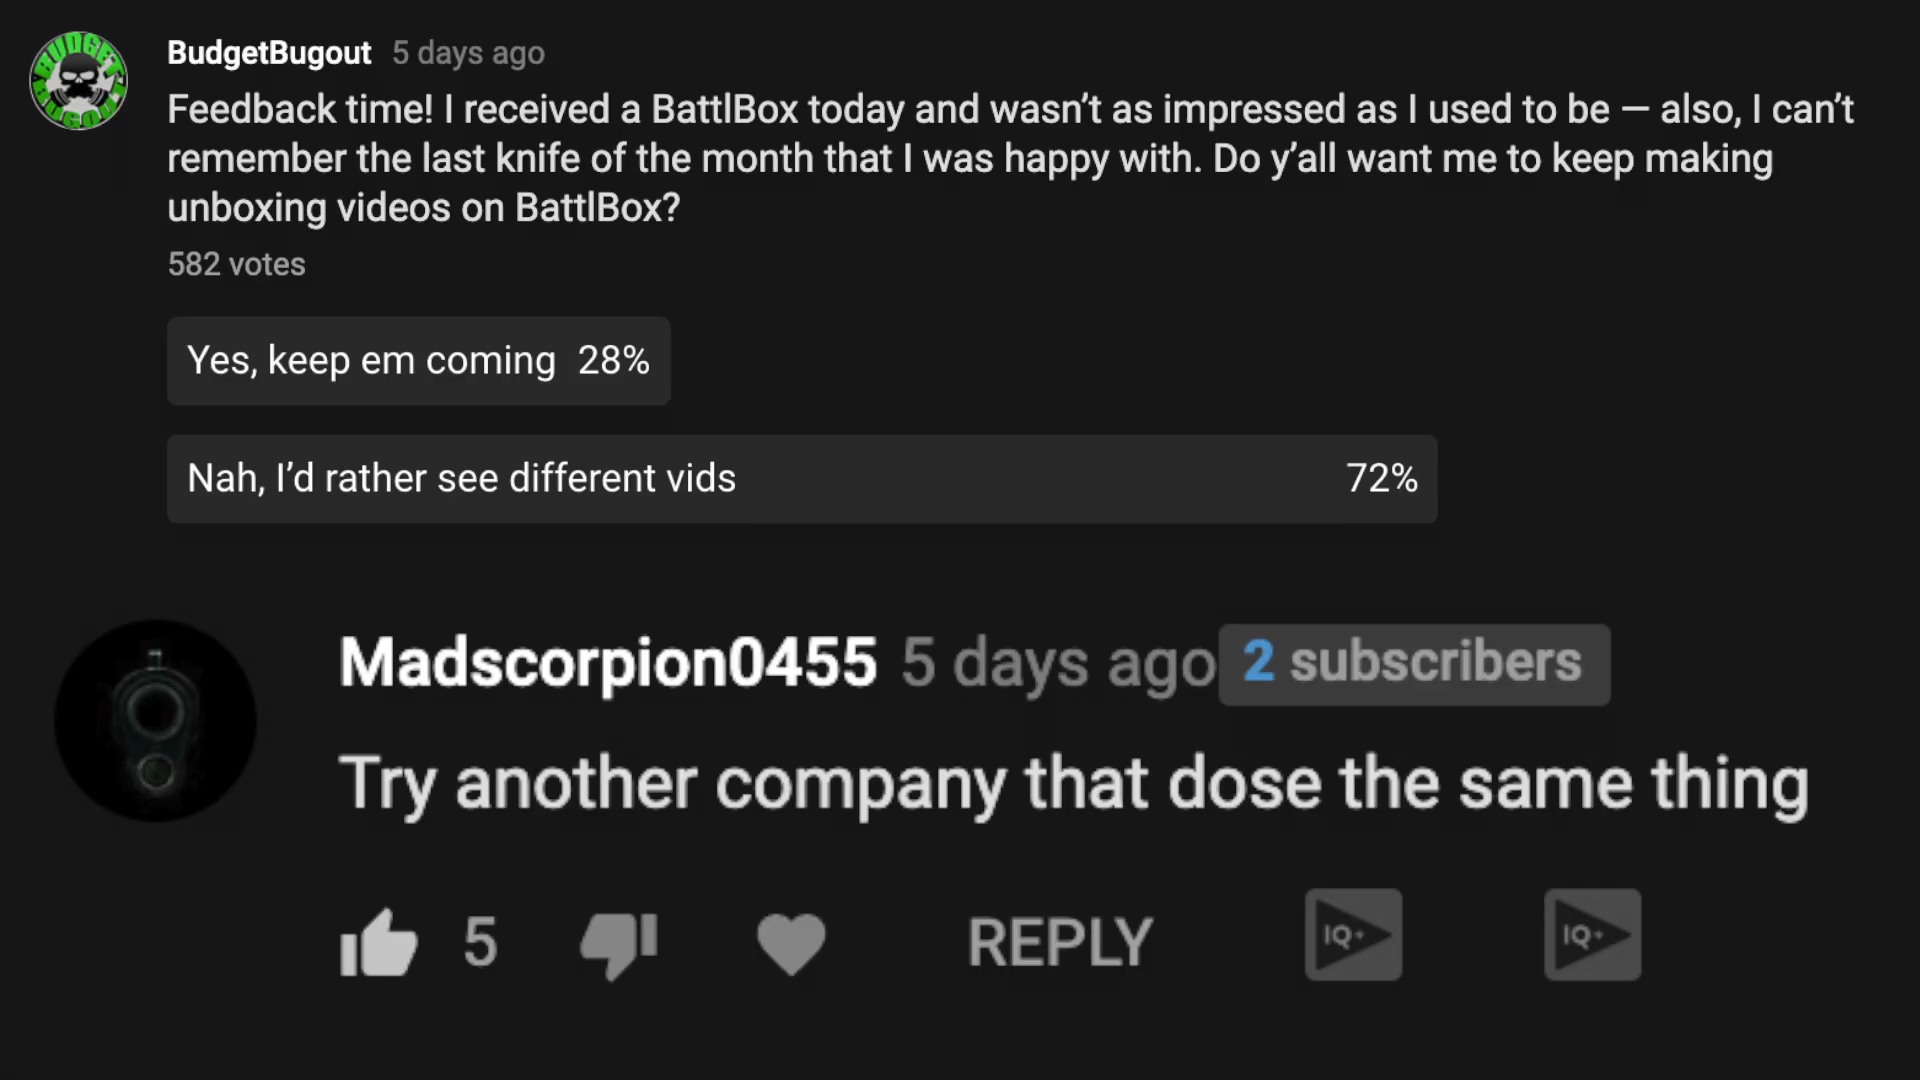 BUDGET
BUGOUT
BudgetBugout 5 days ago
Feedback time! I received a BattlBox today and wasn’t as impressed as I used to be — also, I can’t
remember the last knife of the month that I was happy with. Do y’all want me to keep making
unboxing videos on BattlBox?
582 votes
Yes, keep em coming 28%
Nah, I’d rather see different vids 72%
Madscorpion0455 5 days ago 2 subscribers
Try another company that dose the same thing
5 REPLY IQ+ IQ+